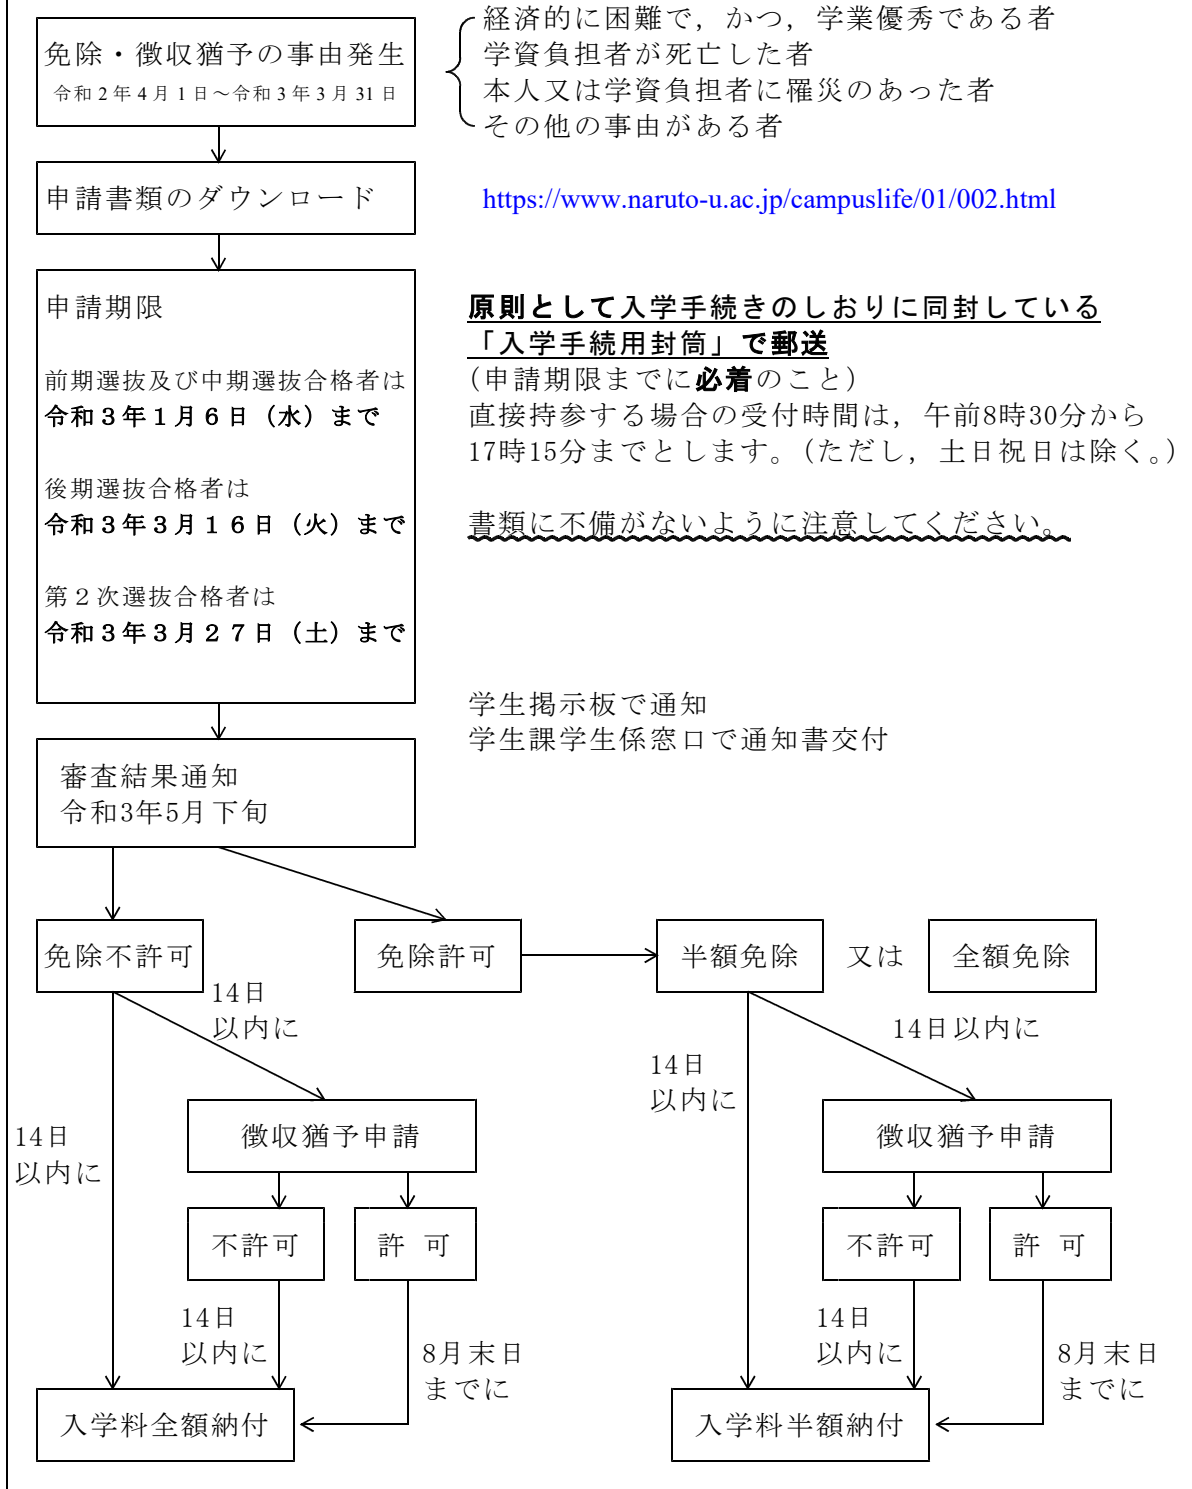 免除・徴収猶予の事由発生
令和2年4月1日～令和3年3月31日
経済的に困難で，かつ，学業優秀である者
学資負担者が死亡した者
本人又は学資負担者に罹災のあった者
その他の事由がある者
申請書類のダウンロード
https://www.naruto-u.ac.jp/campuslife/01/002.html
申請期限
前期選抜及び中期選抜合格者は
令和３年１月６日（水）まで
後期選抜合格者は
令和３年３月１６日（火）まで
第２次選抜合格者は
令和３年３月２７日（土）まで
原則として入学手続きのしおりに同封している
「入学手続用封筒」で郵送
（申請期限までに必着のこと）
直接持参する場合の受付時間は，午前8時30分から
17時15分までとします。（ただし，土日祝日は除く。）
書類に不備がないように注意してください。
学生掲示板で通知
学生課学生係窓口で通知書交付
審査結果通知
令和3年5月下旬
免除不許可
免除許可
半額免除
又は
全額免除
14日
以内に
14日以内に
14日
以内に
14日
以内に
徴収猶予申請
徴収猶予申請
不許可
許　可
不許可
許　可
14日
以内に
8月末日
までに
14日
以内に
8月末日
までに
入学料全額納付
入学料半額納付